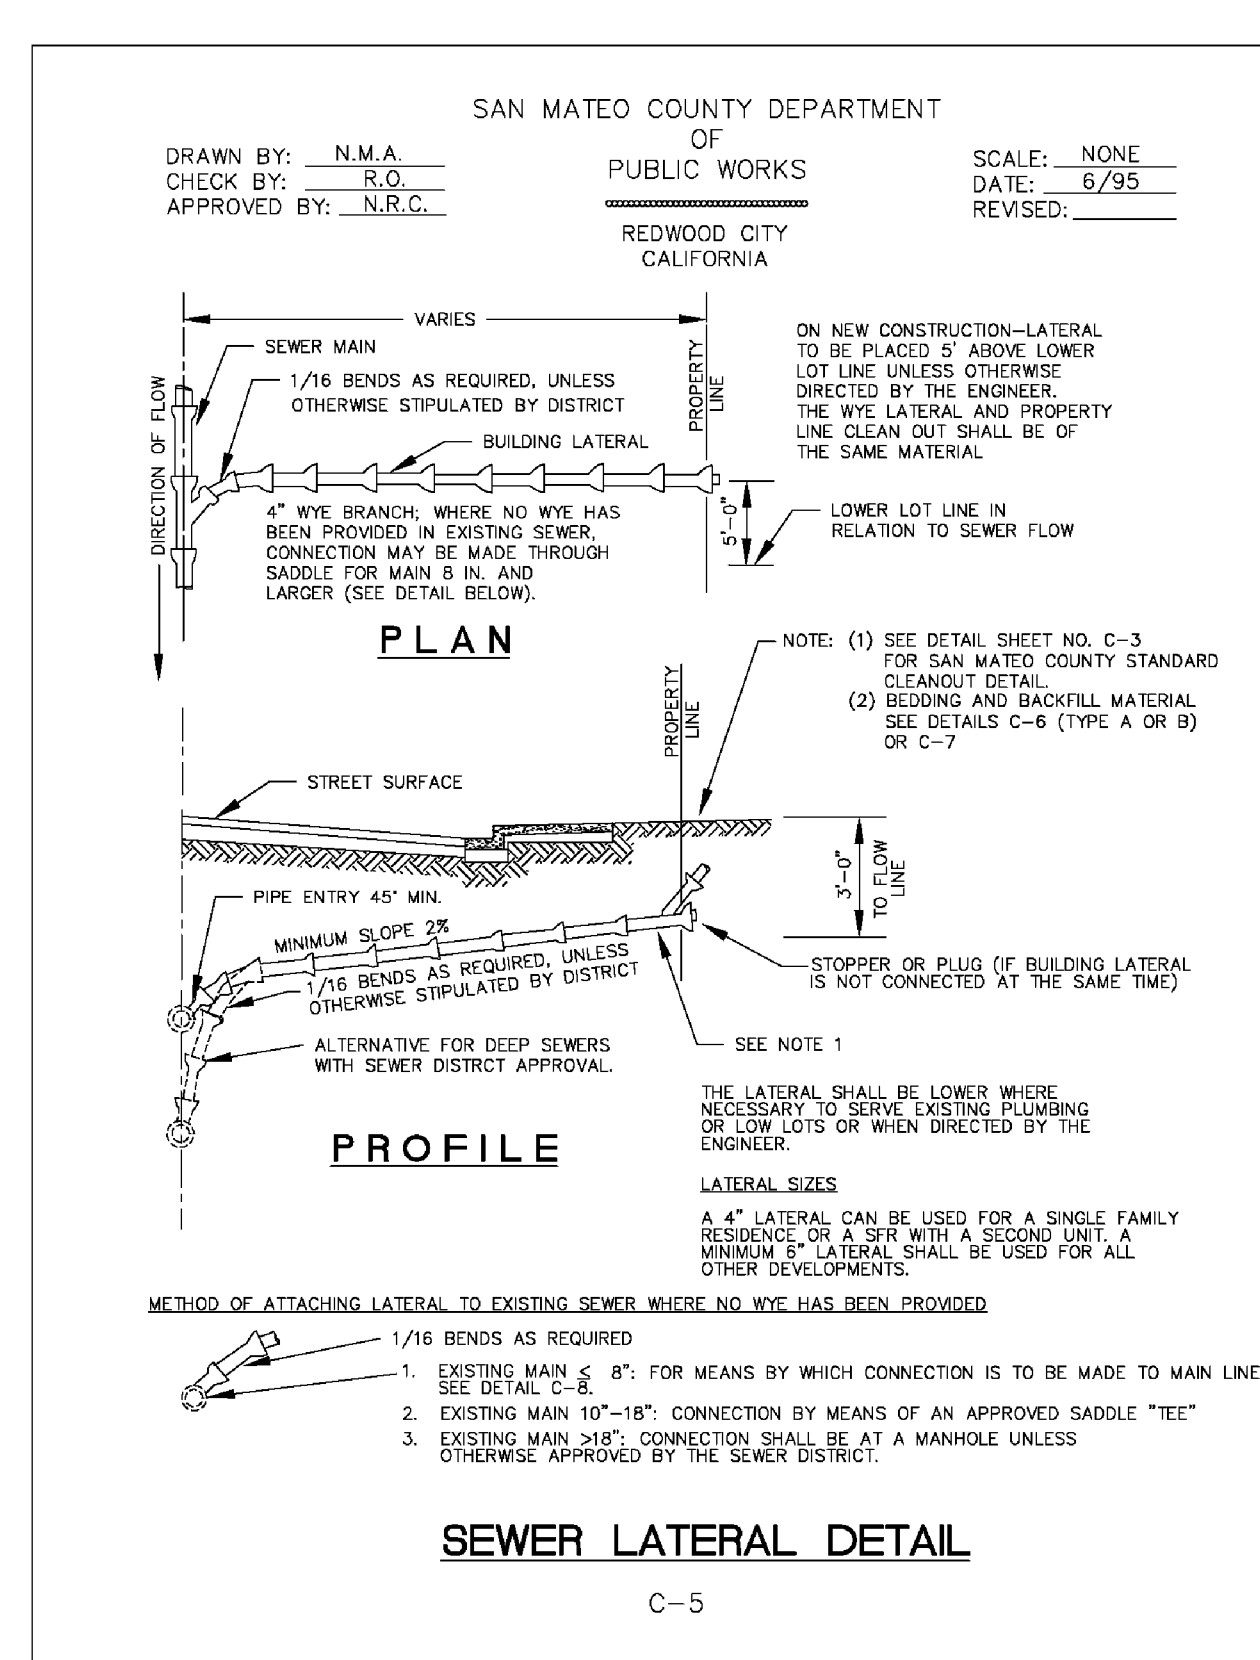 SAN MATEO COUNTY DEPARTMENT
OF
PUBLIC WORKS
REDWOOD CITY
CALIFORNIA
DRAWN BY: N.M.A.
CHECK BY: R.O.
APPROVED BY: N.R.C.
SCALE: NONE
DATE: 6/95
REVISED:
VARIES
SEWER MAIN
1/16 BENDS AS REQUIRED, UNLESS
OTHERWISE STIPULATED BY DISTRICT
BUILDING LATERAL
DIRECTION OF FLOW
PROPERTY
LINE
4" WYE BRANCH; WHERE NO WYE HAS
BEEN PROVIDED IN EXISTING SEWER,
CONNECTION MAY BE MADE THROUGH
SADDLE FOR MAIN 8 IN. AND
LARGER (SEE DETAIL BELOW).
ON NEW CONSTRUCTION-LATERAL
TO BE PLACED 5' ABOVE LOWER
LOT LINE UNLESS OTHERWISE
DIRECTED BY THE ENGINEER.
THE WYE LATERAL AND PROPERTY
LINE CLEAN OUT SHALL BE OF
THE SAME MATERIAL
5'-0"
LOWER LOT LINE IN
RELATION TO SEWER FLOW
PLAN
NOTE: (1) SEE DETAIL SHEET NO. C-3
FOR SAN MATEO COUNTY STANDARD
CLEANOUT DETAIL.
(2) BEDDING AND BACKFILL MATERIAL
SEE DETAILS C-6 (TYPE A OR B)
OR C-7
PROPERTY
LINE
STREET SURFACE
3'-0"
TO FLOW
LINE
PIPE ENTRY 45° MIN.
MINIMUM SLOPE 2%
1/16 BENDS AS REQUIRED, UNLESS
OTHERWISE STIPULATED BY DISTRICT
STOPPER OR PLUG (IF BUILDING LATERAL
IS NOT CONNECTED AT THE SAME TIME)
ALTERNATIVE FOR DEEP SEWERS
WITH SEWER DISTRCT APPROVAL.
SEE NOTE 1
PROFILE
THE LATERAL SHALL BE LOWER WHERE
NECESSARY TO SERVE EXISTING PLUMBING
OR LOW LOTS OR WHEN DIRECTED BY THE
ENGINEER.
LATERAL SIZES
A 4" LATERAL CAN BE USED FOR A SINGLE FAMILY
RESIDENCE OR A SFR WITH A SECOND UNIT. A
MINIMUM 6" LATERAL SHALL BE USED FOR ALL
OTHER DEVELOPMENTS.
METHOD OF ATTACHING LATERAL TO EXISTING SEWER WHERE NO WYE HAS BEEN PROVIDED
1/16 BENDS AS REQUIRED
1. EXISTING MAIN ≤ 8": FOR MEANS BY WHICH CONNECTION IS TO BE MADE TO MAIN LINE
SEE DETAIL C-8.
2. EXISTING MAIN 10"-18": CONNECTION BY MEANS OF AN APPROVED SADDLE "TEE"
3. EXISTING MAIN >18": CONNECTION SHALL BE AT A MANHOLE UNLESS
OTHERWISE APPROVED BY THE SEWER DISTRICT.
SEWER LATERAL DETAIL
C-5